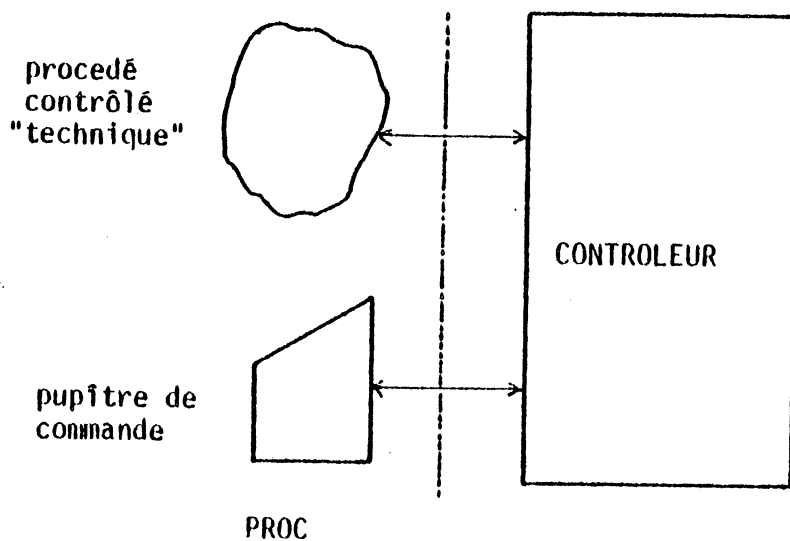 procedé
contrôlé
"technique"
CONTROLEUR
pupître de
commande
PROC